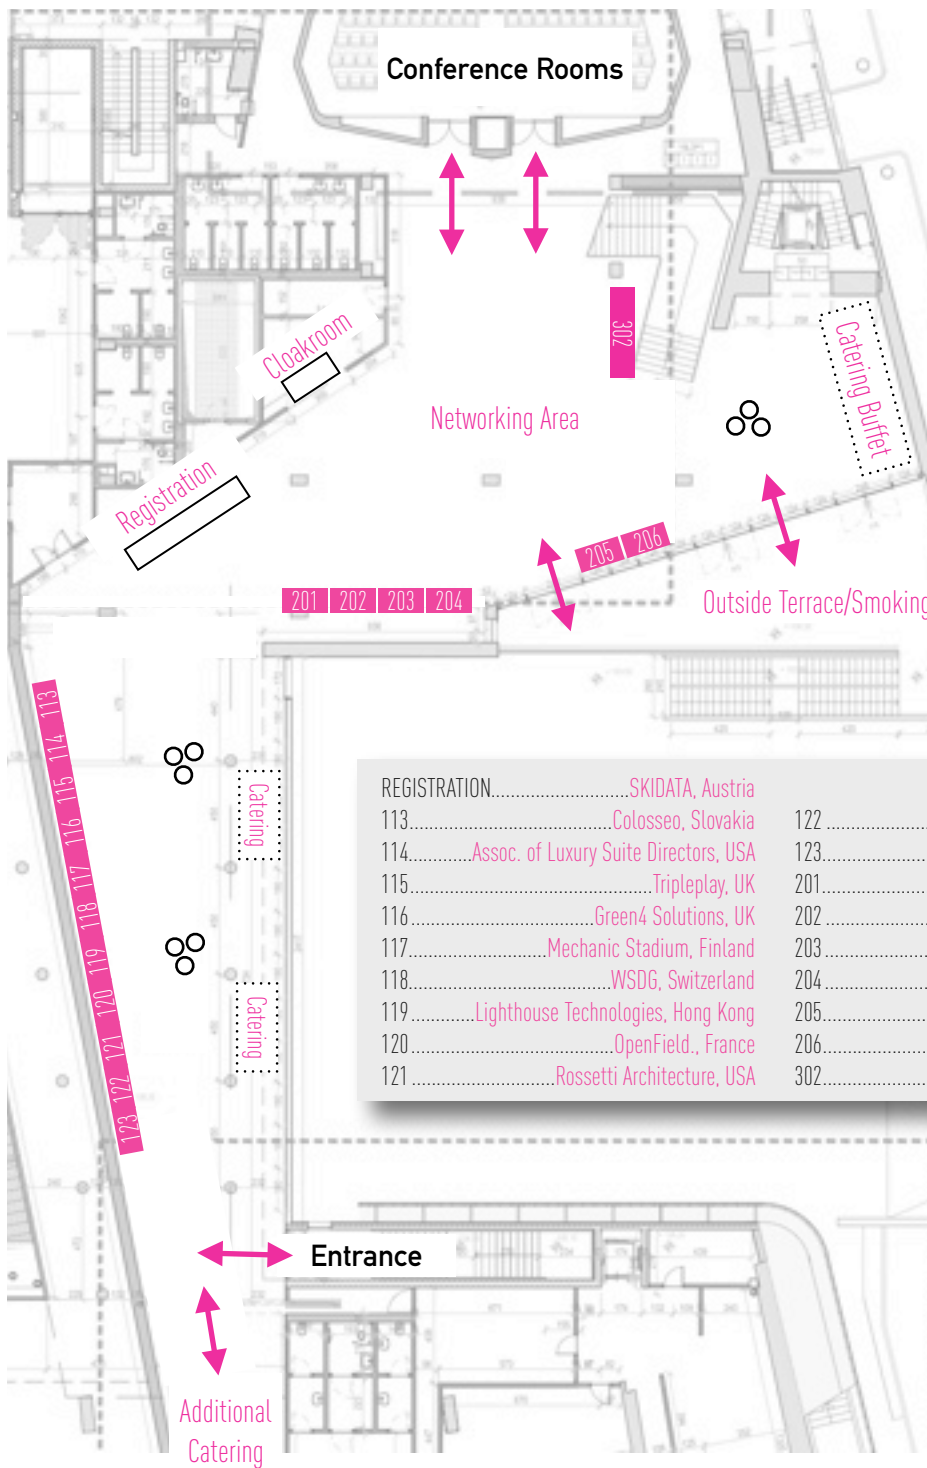 Conference Rooms
302
Cloakroom
Catering Buffet
Networking Area
Registration
205 206
201 202 203 204
Outside Terrace/Smoking
113
114
115
116
117
118
119
120
121
122
123
Catering
Catering
REGISTRATION..............................SKIDATA, Austria
113............................................Colosseo, Slovakia
114.............Assoc. of Luxury Suite Directors, USA
115.....................................................Tripleplay, UK
116........................................Green4 Solutions, UK
117..............................Mechanic Stadium, Finland
118............................................WSDG, Switzerland
119.............Lighthouse Technologies, Hong Kong
120.............................................OpenField., France
121...............................Rossetti Architecture, USA
122
123
201
202
203
204
205
206
302
Entrance
Additional
Catering